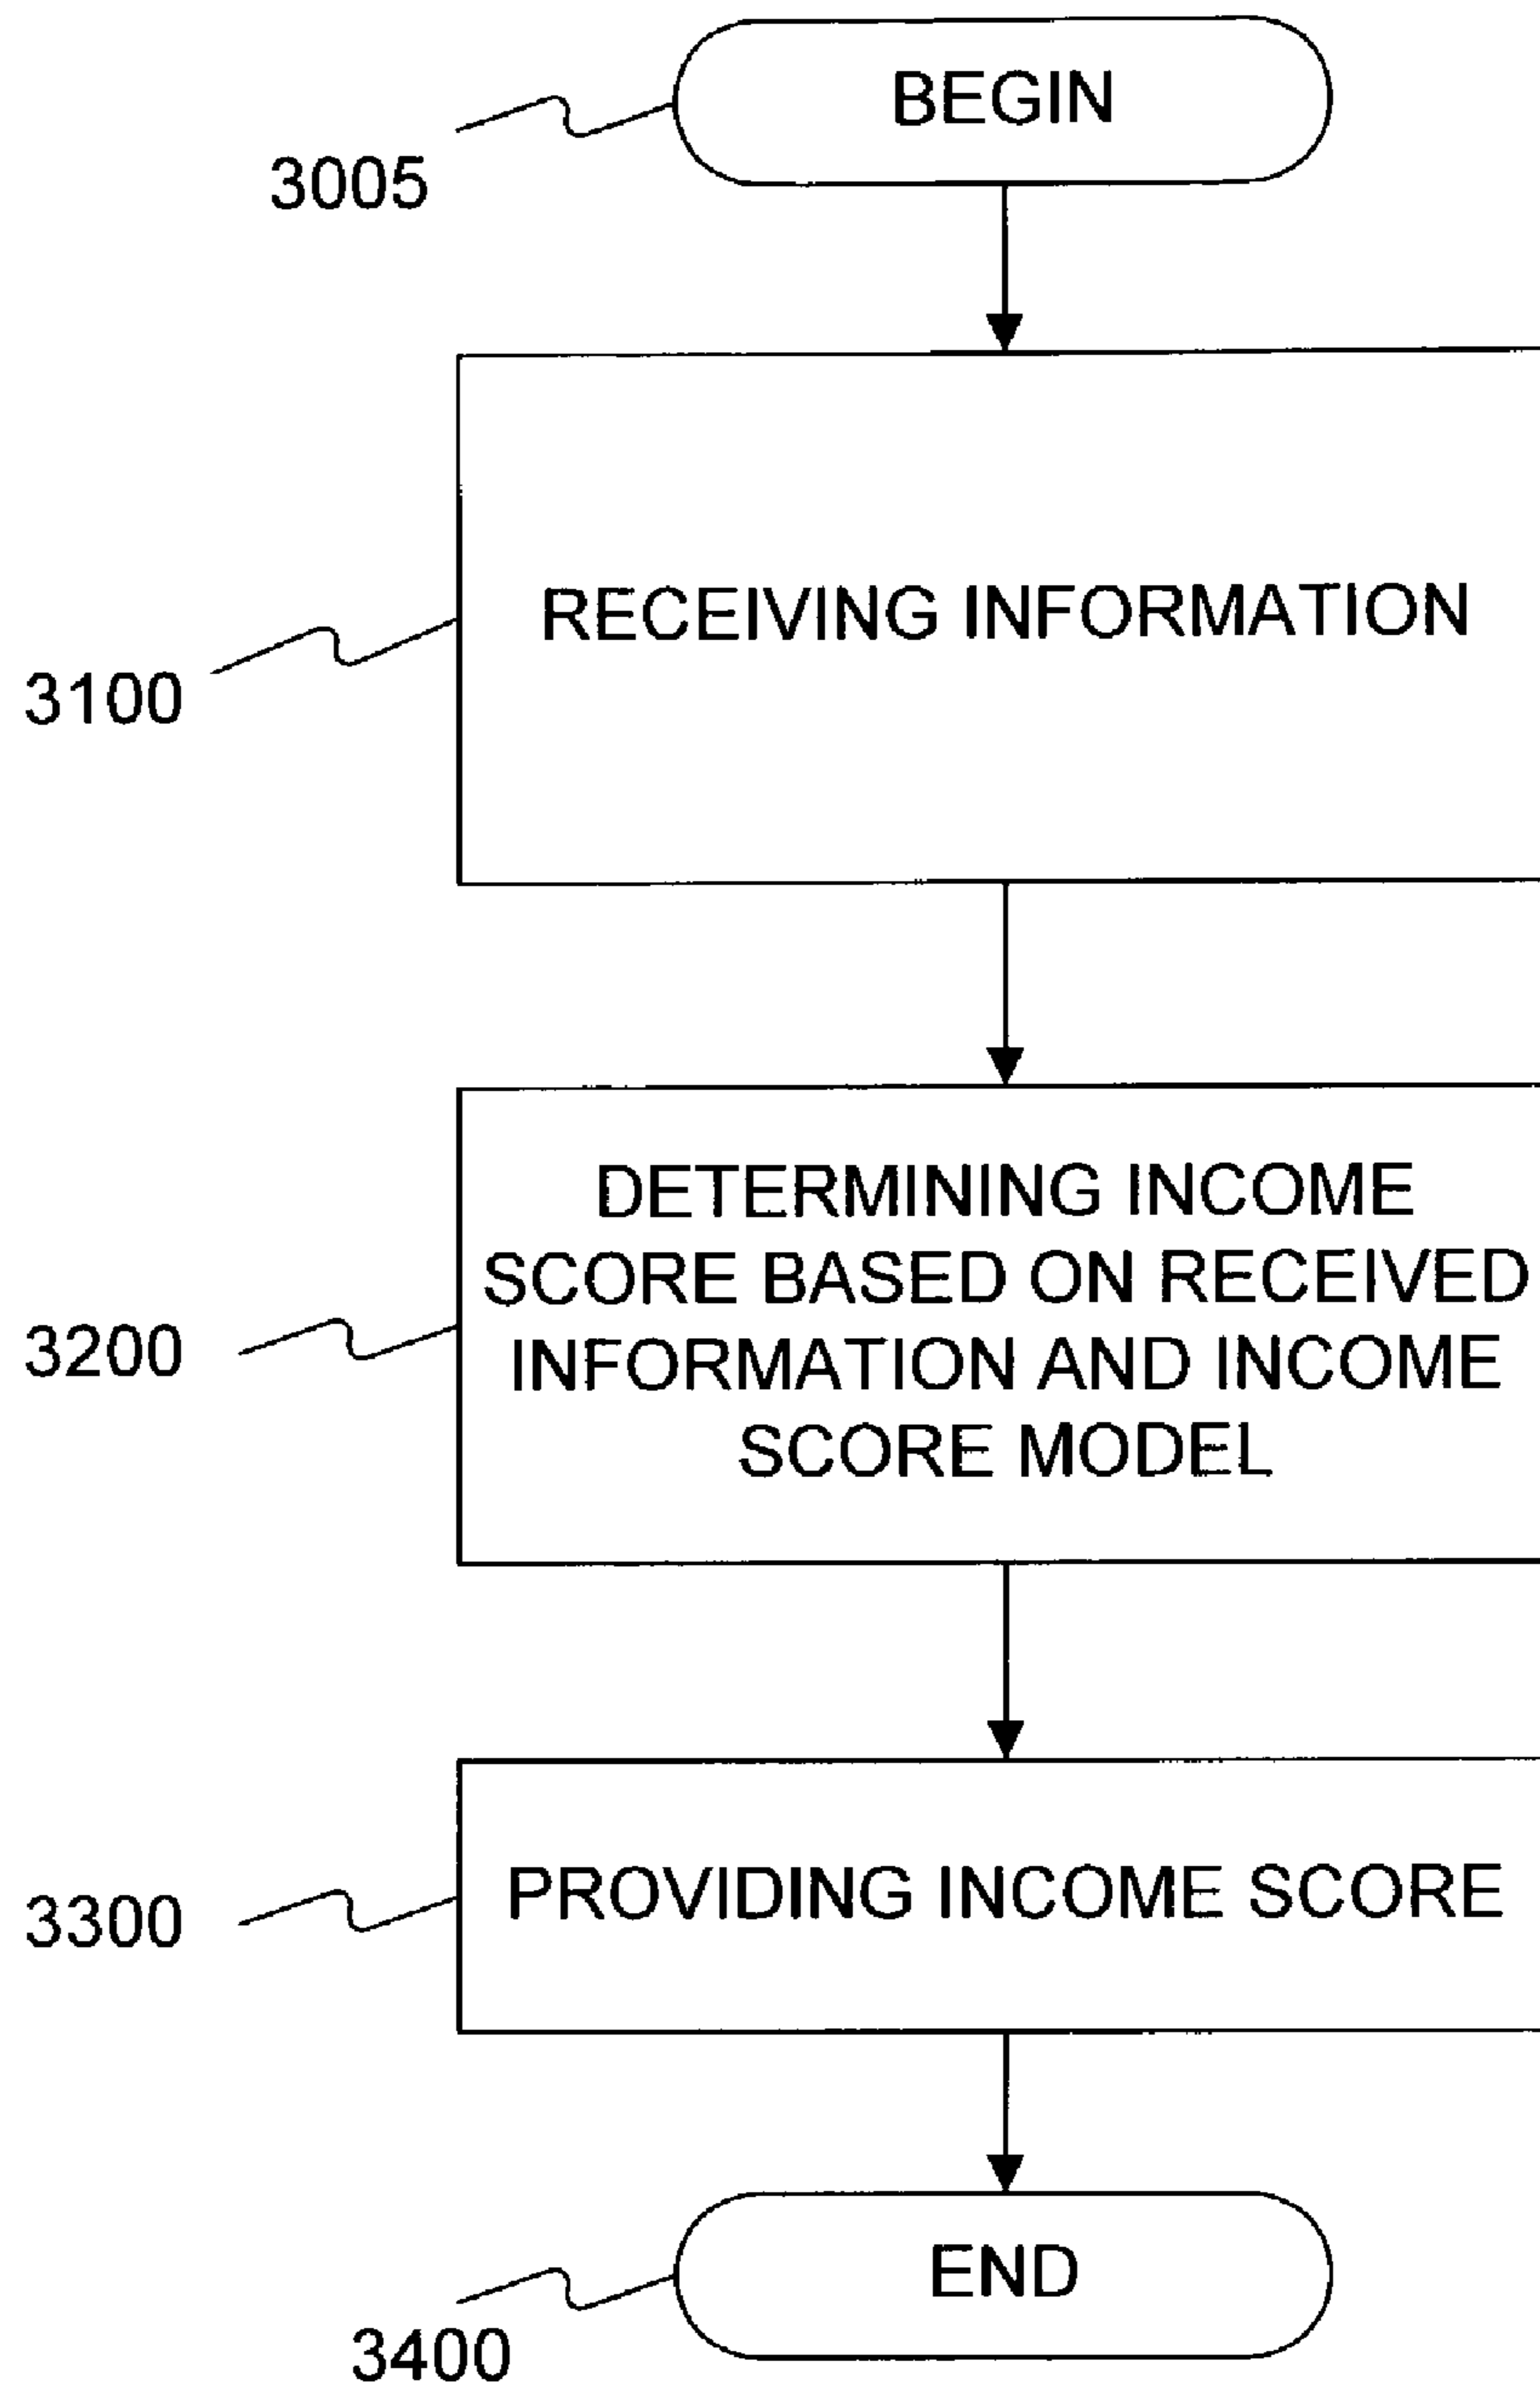 BEGIN
3005
RECEIVING INFORMATION
3100
DETERMINING INCOME
SCORE BASED ON RECEIVED
INFORMATION AND INCOME
SCORE MODEL
3200
PROVIDING INCOME SCORE
3300
END
3400